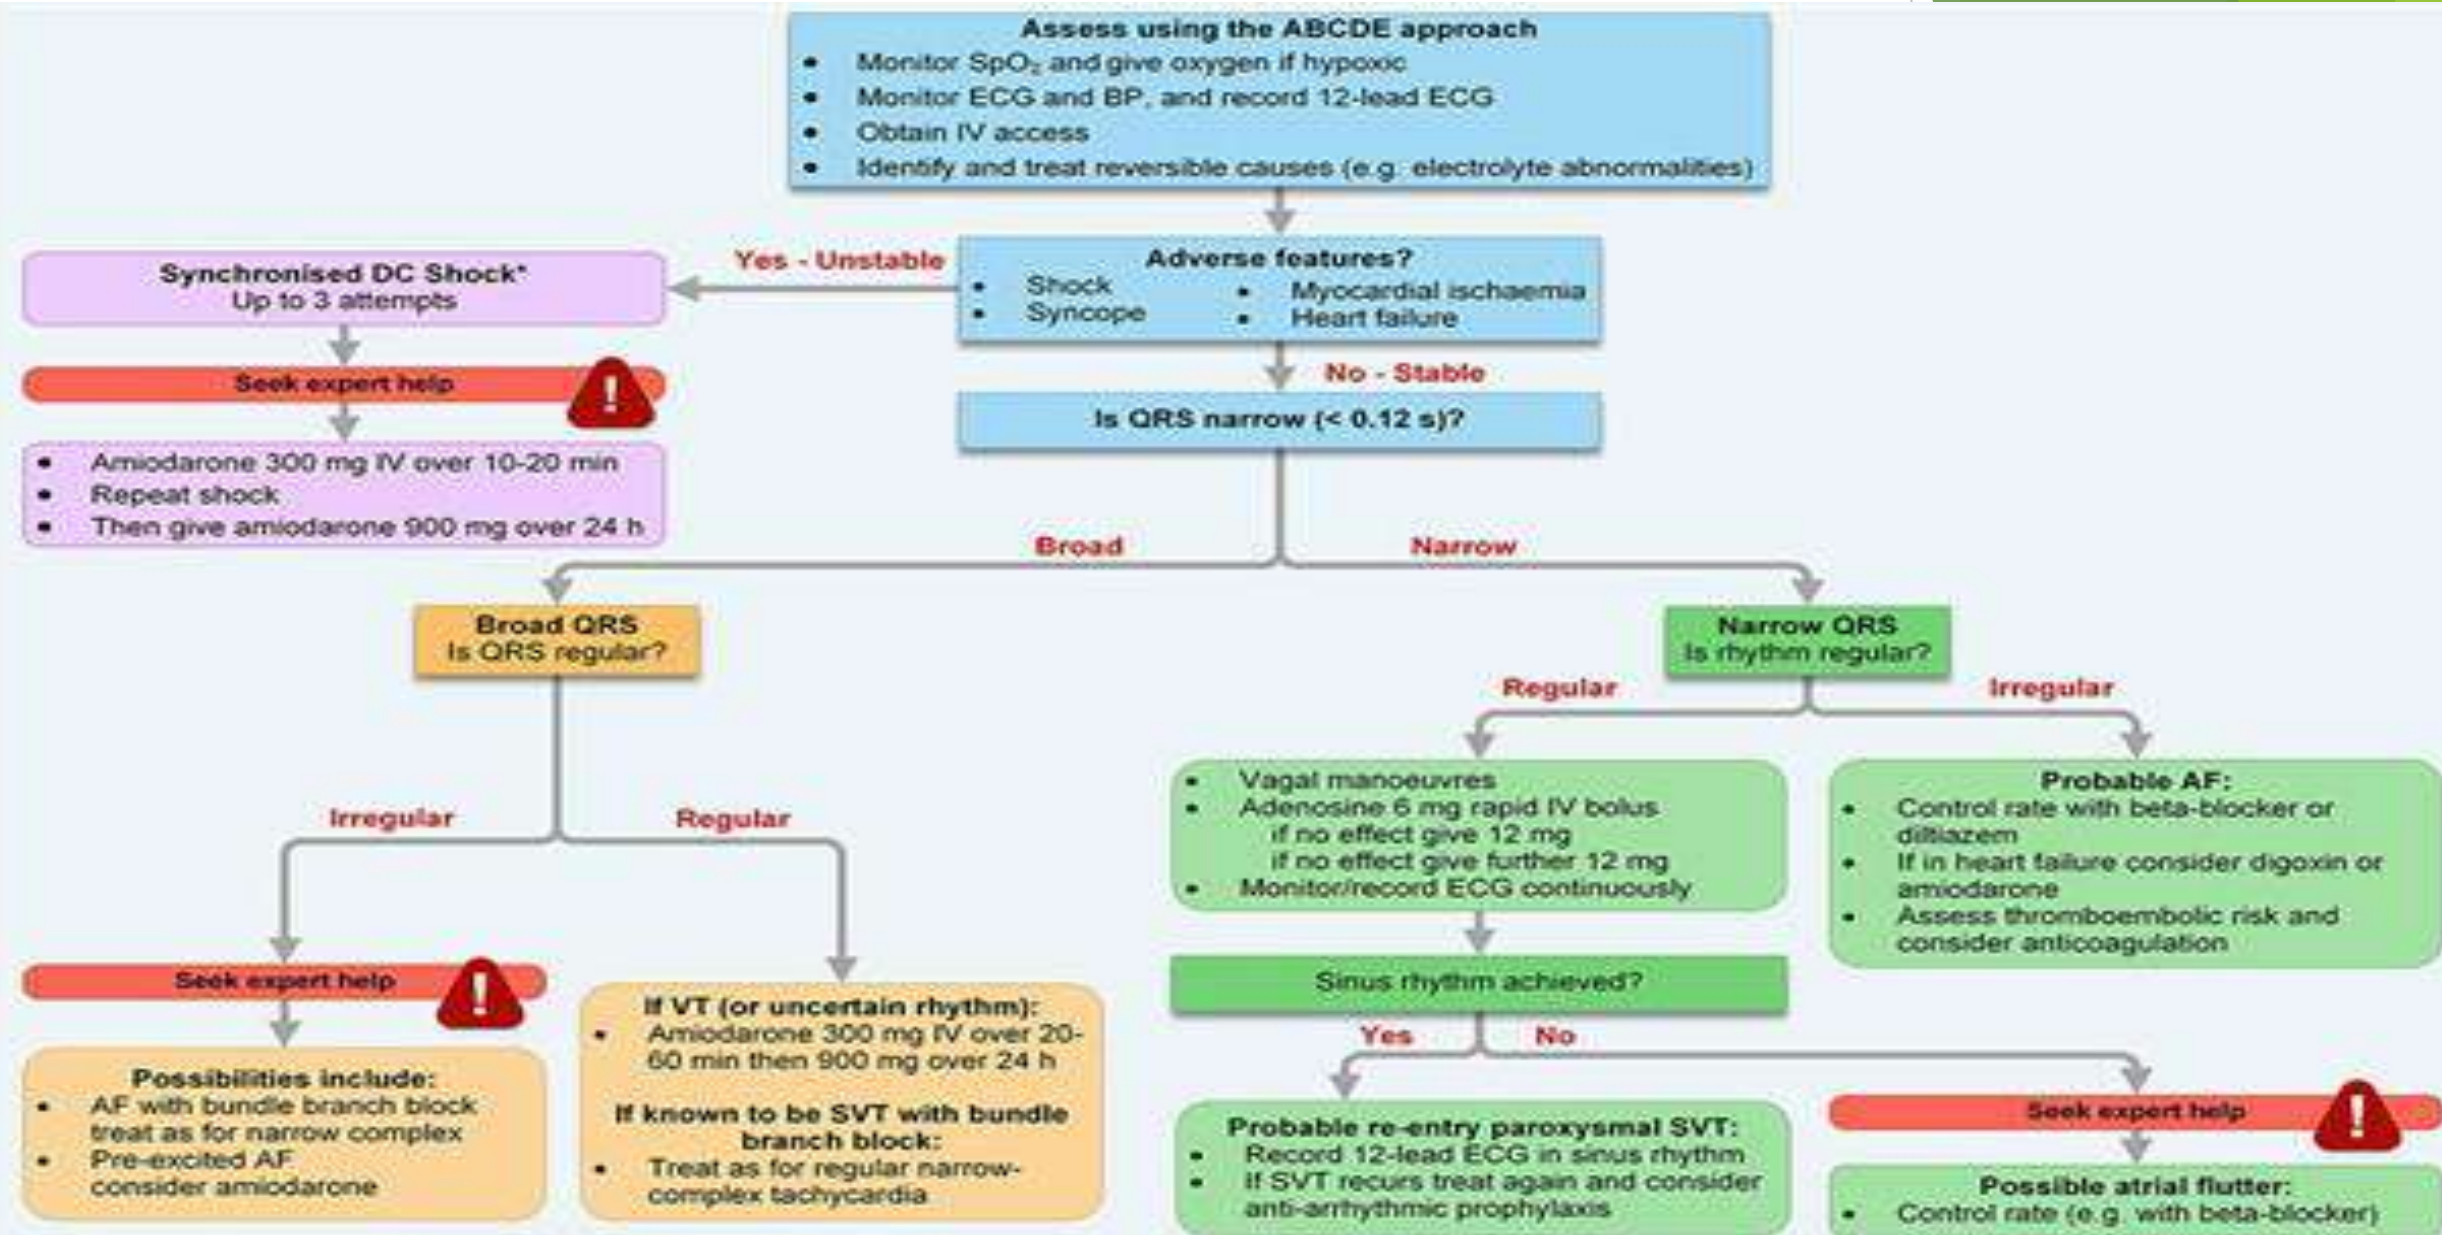 Assess using the ABCDE approach
• Monitor SpO₂ and give oxygen if hypoxic
• Monitor ECG and BP, and record 12-lead ECG
• Obtain IV access
• Identify and treat reversible causes (e.g. electrolyte abnormalities)
Adverse features?
• Shock
• Syncope
• Myocardial ischaemia
• Heart failure
Yes - Unstable
Synchronised DC Shock*
Up to 3 attempts
Seek expert help
!
• Amiodarone 300 mg IV over 10-20 min
• Repeat shock
• Then give amiodarone 900 mg over 24 h
No - Stable
Is QRS narrow (< 0.12 s)?
Broad
Narrow
Broad QRS
Is QRS regular?
Irregular
Regular
Seek expert help
!
Possibilities include:
• AF with bundle branch block
treat as for narrow complex
• Pre-excited AF
consider amiodarone
If VT (or uncertain rhythm):
• Amiodarone 300 mg IV over 20-
60 min then 900 mg over 24 h
If known to be SVT with bundle
branch block:
• Treat as for regular narrow-
complex tachycardia
Narrow QRS
Is rhythm regular?
Regular
Irregular
• Vagal manoeuvres
• Adenosine 6 mg rapid IV bolus
if no effect give 12 mg
if no effect give further 12 mg
• Monitor/record ECG continuously
Probable AF:
• Control rate with beta-blocker or
diltiazem
• If in heart failure consider digoxin or
amiodarone
• Assess thromboembolic risk and
consider anticoagulation
Sinus rhythm achieved?
Yes
No
Probable re-entry paroxysmal SVT:
• Record 12-lead ECG in sinus rhythm
• If SVT recurs treat again and consider
anti-arrhythmic prophylaxis
Seek expert help
!
Possible atrial flutter:
• Control rate (e.g. with beta-blocker)